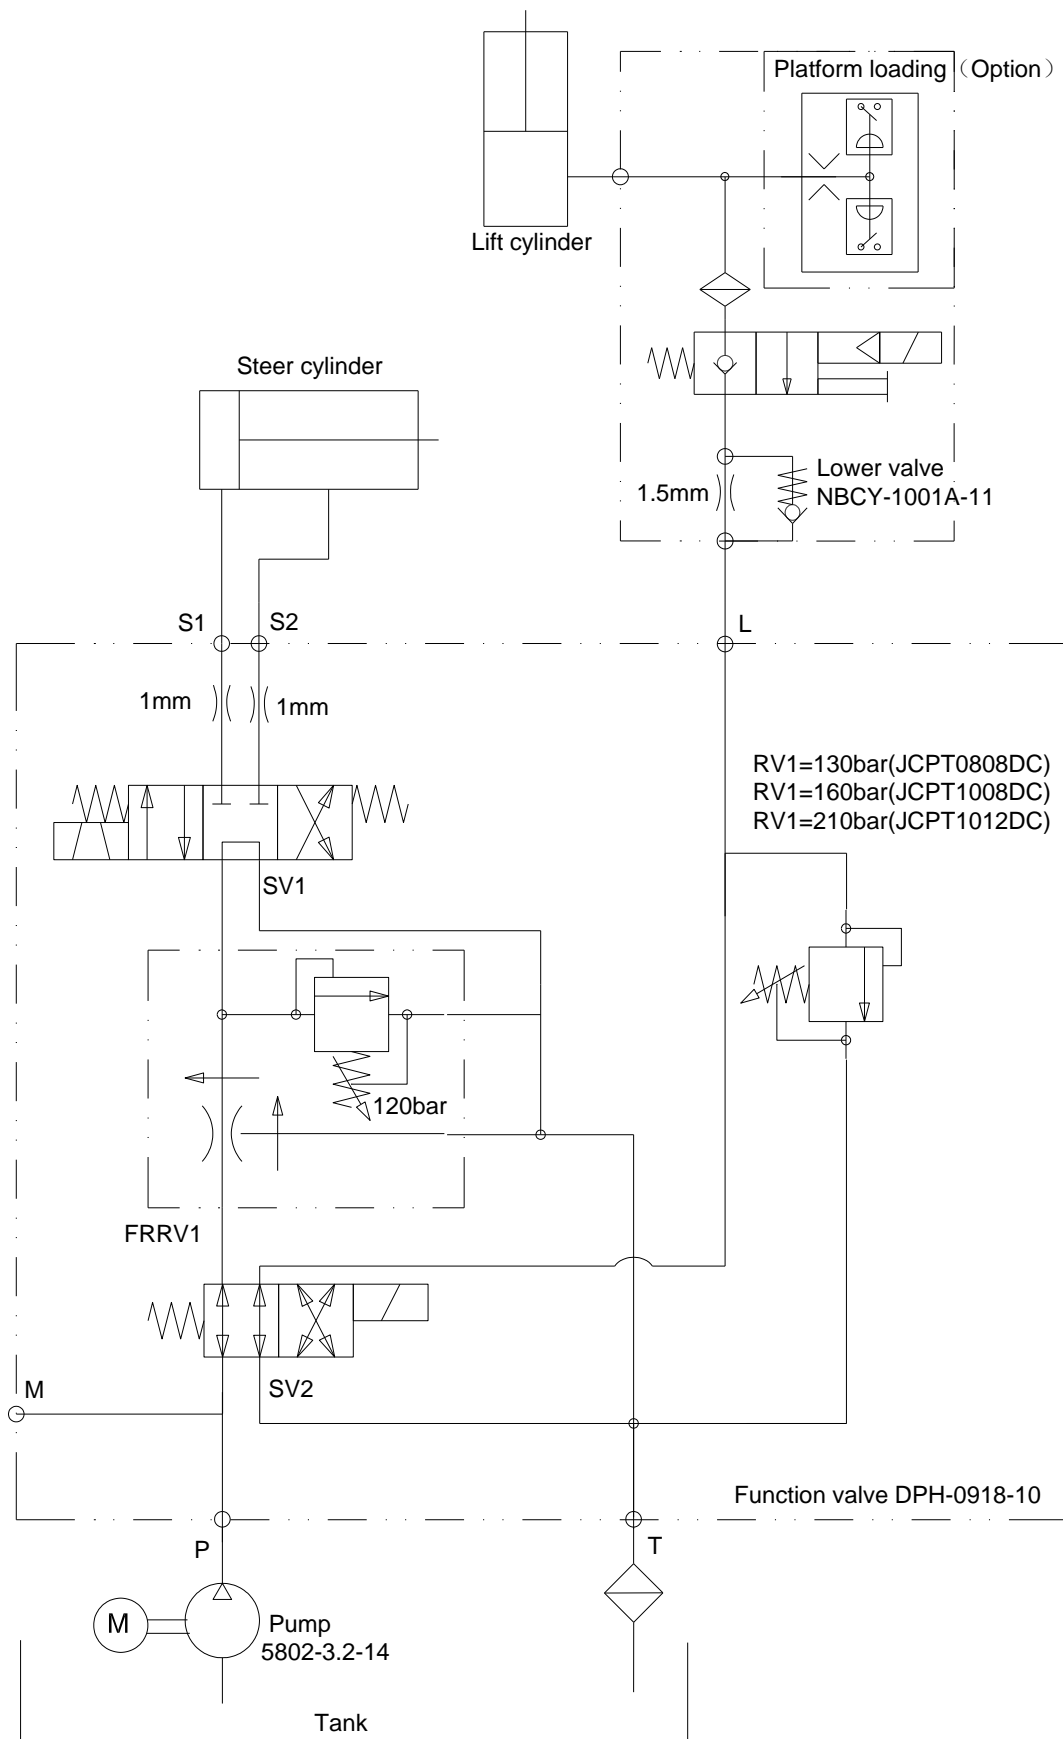 Platform loading（Option）
Lift cylinder
Steer cylinder
Lower valve
1.5mm
NBCY-1001A-11
S1
S2
L
1mm
1mm
RV1=130bar(JCPT0808DC)
RV1=160bar(JCPT1008DC)
RV1=210bar(JCPT1012DC)
SV1
120bar
FRRV1
SV2
M
Function valve DPH-0918-10
P
T
M
Pump
5802-3.2-14
Tank